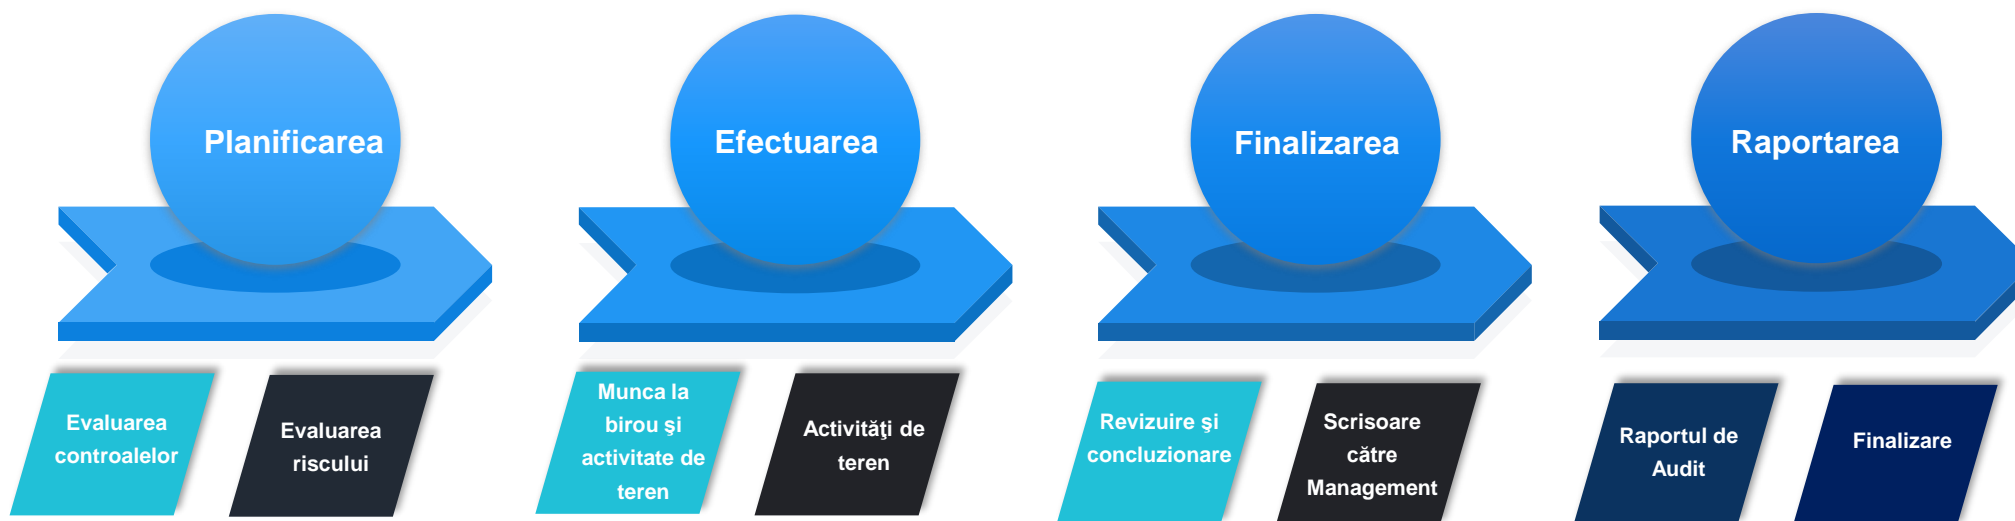 Planificarea
Efectuarea
Finalizarea
Raportarea
Evaluarea
controalelor
Evaluarea
riscului
Munca la
birou şi
activitate de
teren
Activităţi de
teren
Revizuire şi
concluzionare
Scrisoare
către
Management
Raportul de
Audit
Finalizare